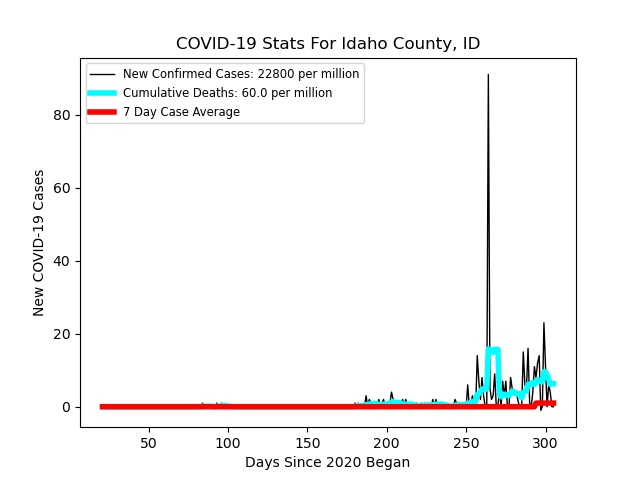 COVID-19 Stats For Idaho County, ID
New Confirmed Cases: 22800 per million
Cumulative Deaths: 60.0 per million
7 Day Case Average
New COVID-19 Cases
80
60
40
20
0
50 100 150 200 250 300
Days Since 2020 Began